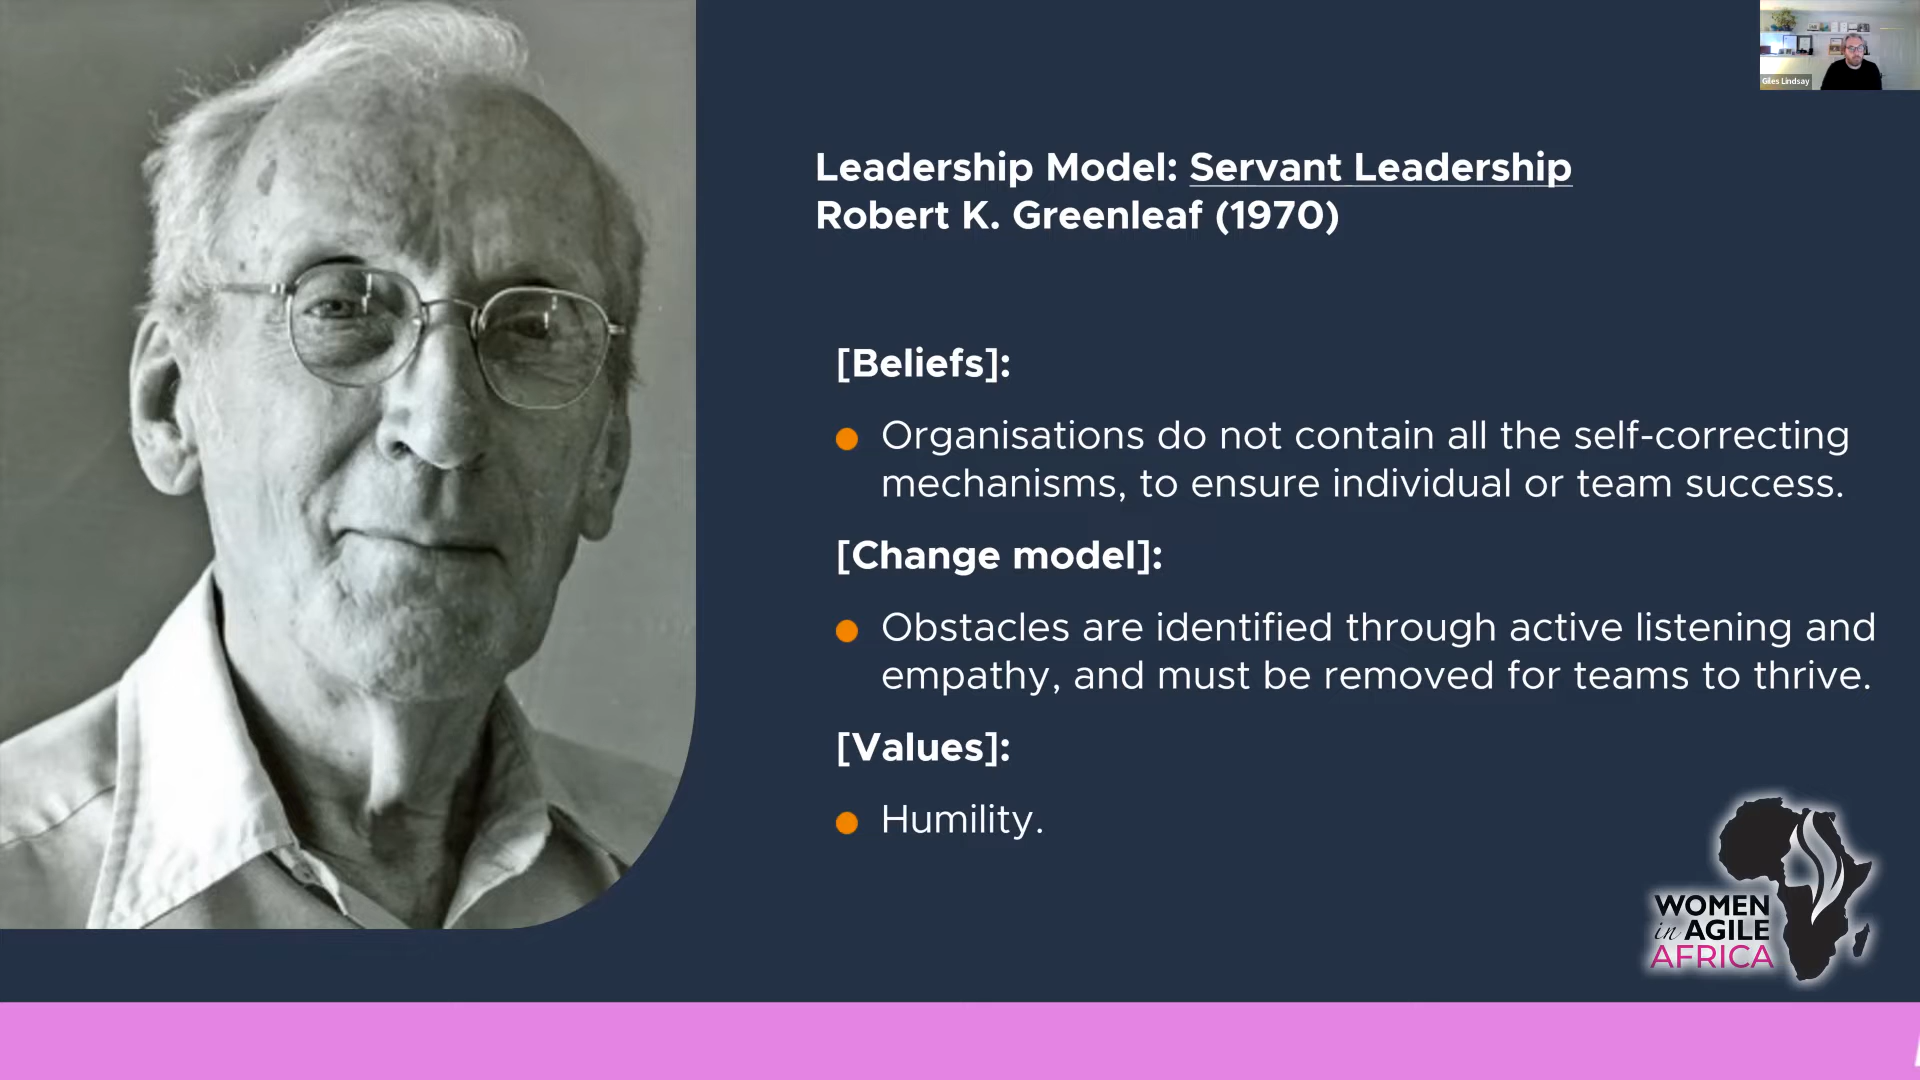 Giles Lindsay
Leadership Model: Servant Leadership
Robert K. Greenleaf (1970)
[Beliefs]:
Organisations do not contain all the self-correcting
mechanisms, to ensure individual or team success.
[Change model]:
Obstacles are identified through active listening and
empathy, and must be removed for teams to thrive.
[Values]:
Humility.
WOMEN
in AGILE
AFRICA